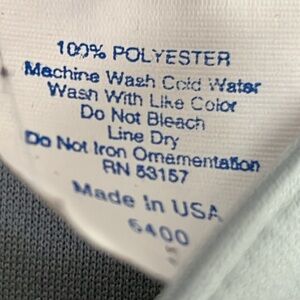 100% POLYESTER
Machine Wash Cold Water
Wash With Like Color
Do Not Bleach
Line Dry
Do Not Iron Ornamentation
RN 53157
Made In USA
6400